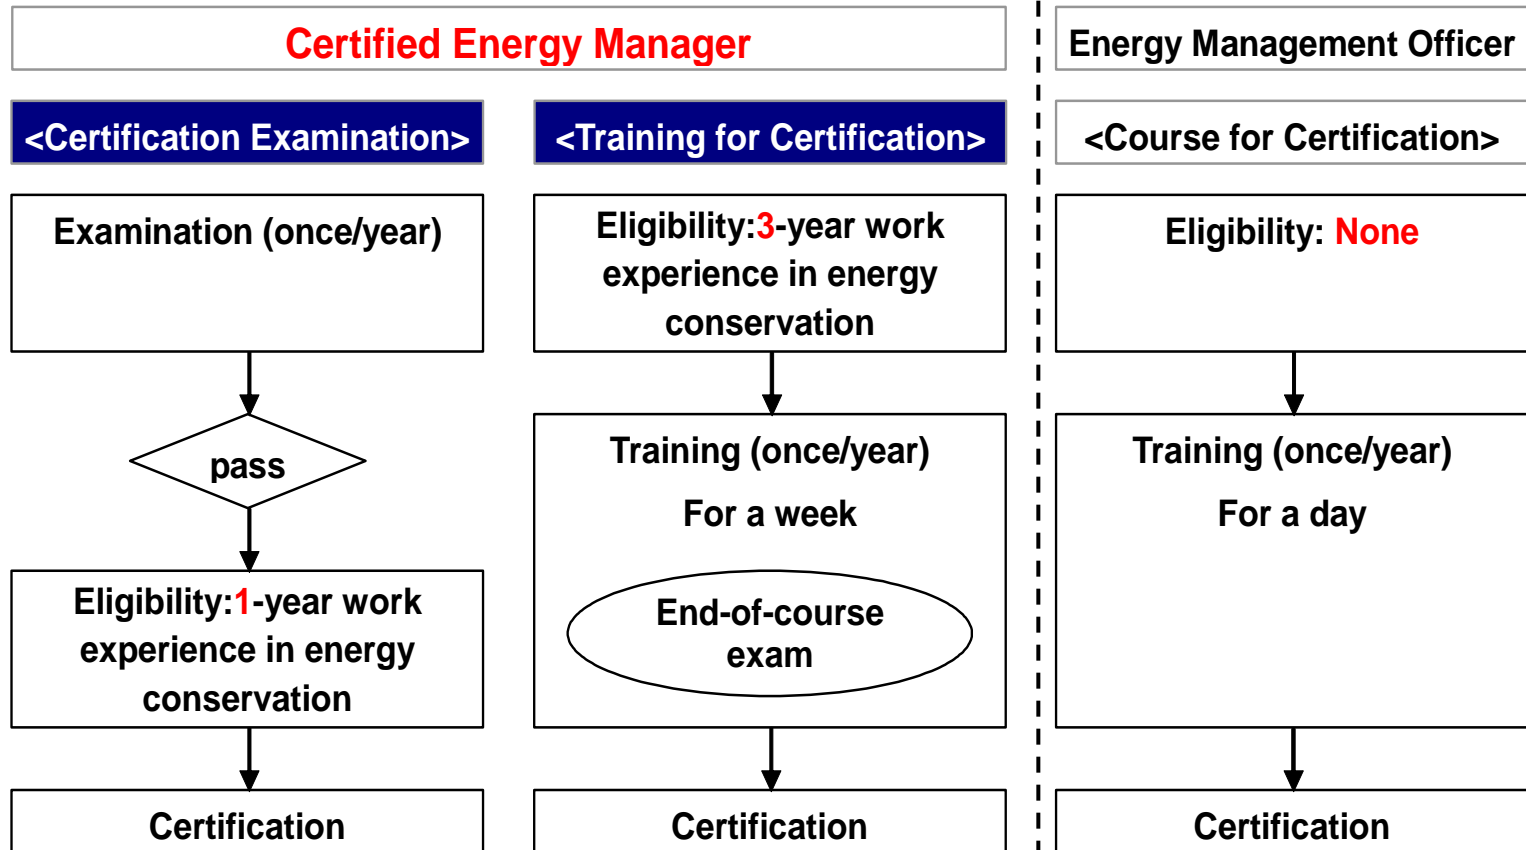 Certified Energy Manager
Energy Management Officer
<Certification Examination>
<Training for Certification>
<Course for Certification>
Examination (once/year)
pass
Eligibility:1-year work
experience in energy
conservation
Certification
Eligibility:3-year work
experience in energy
conservation
Training (once/year)
For a week
End-of-course
exam
Certification
Eligibility: None
Training (once/year)
For a day
Certification